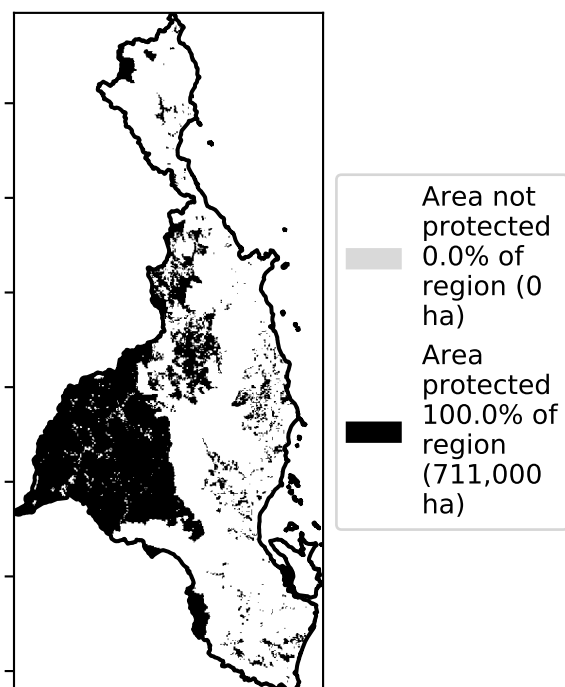 Area not
protected
0.0% of
region (0
ha)
Area
protected
100.0% of
region
(711,000
ha)